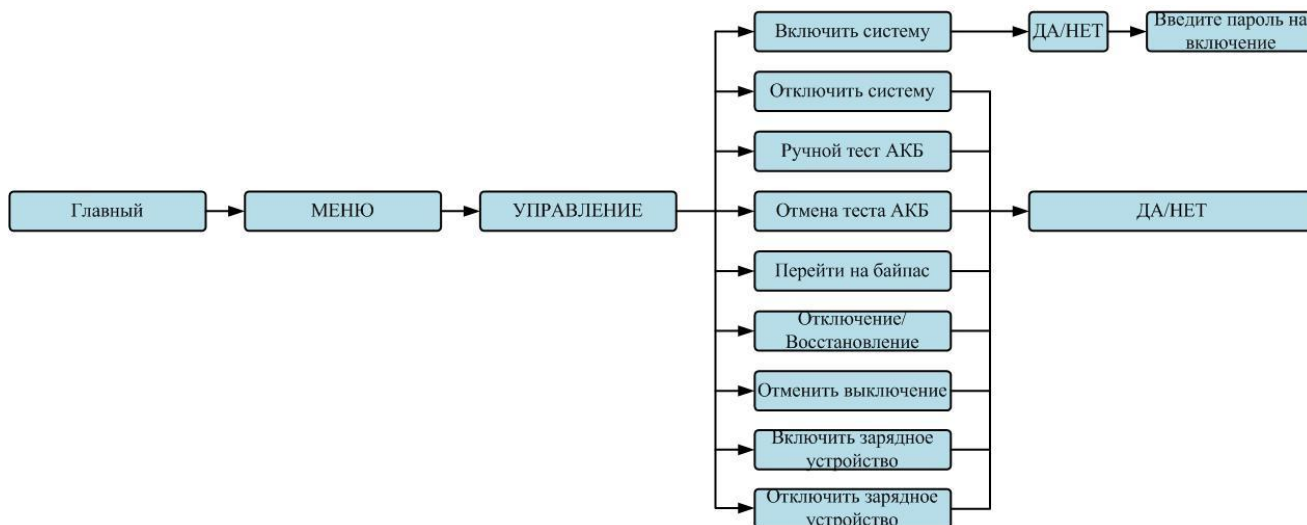 Включить систему
ДА/НЕТ
Введите пароль на
включение
Отключить систему
Ручной тест АКБ
Главный
МЕНЮ
УПРАВЛЕНИЕ
Отмена теста АКБ
ДА/НЕТ
Перейти на байпас
Отключение/
Восстановление
Отменить выключение
Включить зарядное
устройство
Отключить зарядное
устройство